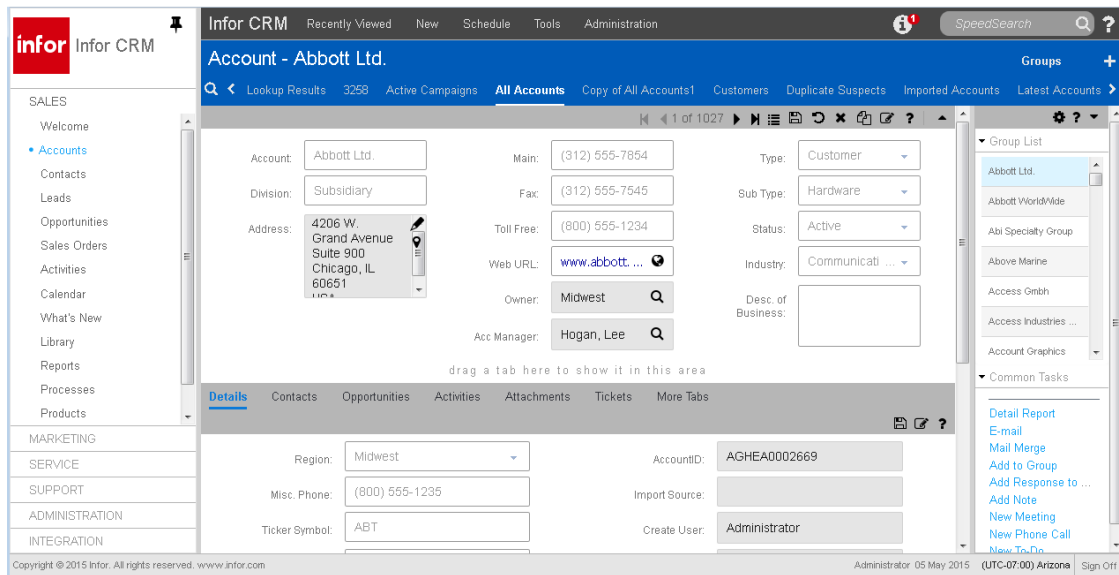 infor Infor CRM
Infor CRM Recently Viewed New Schedule Tools Administration 1 SpeedSearch ?
Account - Abbott Ltd. Groups +
Lookup Results 3258 Active Campaigns All Accounts Copy of All Accounts1 Customers Duplicate Suspects Imported Accounts Latest Accounts
SALES
Welcome
Accounts
Contacts
Leads
Opportunities
Sales Orders
Activities
Calendar
What's New
Library
Reports
Processes
Products
MARKETING
SERVICE
SUPPORT
ADMINISTRATION
INTEGRATION
1 of 1027 ?
Account: Abbott Ltd.
Division: Subsidiary
Address: 4206 W.
Grand Avenue
Suite 900
Chicago, IL
60651
USA
Main: (312) 555-7854
Fax: (312) 555-7545
Toll Free: (800) 555-1234
Web URL: www.abbott. ...
Owner: Midwest
Acc Manager: Hogan, Lee
Type: Customer
Sub Type: Hardware
Status: Active
Industry: Communicati ...
Desc. of
Business:
drag a tab here to show it in this area
Details Contacts Opportunities Activities Attachments Tickets More Tabs
?
Region: Midwest
Misc. Phone: (800) 555-1235
Ticker Symbol: ABT
AccountID: AGHEA0002669
Import Source:
Create User: Administrator
?
Group List
Abbott Ltd.
Abbott WorldWide
Abi Specialty Group
Above Marine
Access Gmbh
Access Industries ...
Account Graphics
Common Tasks
Detail Report
E-mail
Mail Merge
Add to Group
Add Response to ...
Add Note
New Meeting
New Phone Call
New To-Do
Copyright © 2015 Infor. All rights reserved. www.infor.com
Administrator 05 May 2015 (UTC-07:00) Arizona Sign Off